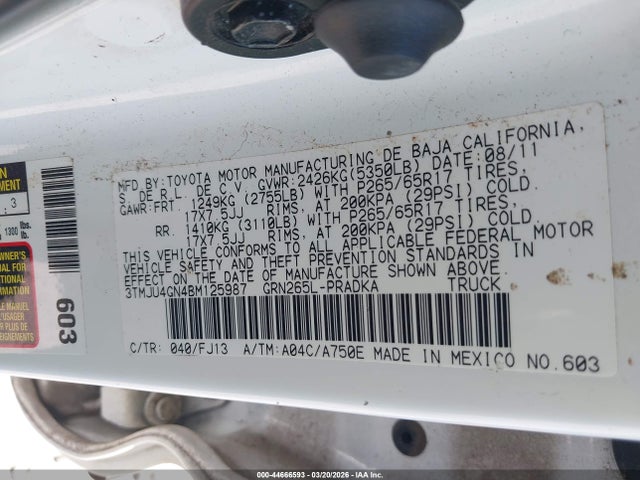 MFD BY: TOYOTA MOTOR MANUFACTURING DE BAJA CALIFORNIA,
S. DE R.L. DE C.V. GVWR: 2426KG(5350LB) DATE: 08/11
GAWR: FRT 1249KG (2755LB) WITH P265/65R17 TIRES,
17X7.5JJ RIMS, AT 200KPA (29PSI) COLD.
RR. 1410KG (3110LB) WITH P265/65R17 TIRES,
17X7.5JJ RIMS, AT 200KPA (29PSI) COLD.
THIS VEHICLE CONFORMS TO ALL APPLICABLE FEDERAL MOTOR
VEHICLE SAFETY AND THEFT PREVENTION STANDARDS IN
EFFECT ON THE DATE OF MANUFACTURE SHOWN ABOVE.
3TMJU4GN4BM125987 GRN265L-PRADKA TRUCK
C/TR: 040/FJ13 A/TM: A04C/A750E MADE IN MEXICO NO.603
603
1300 lbs.
lb.
000-44666593 03/20/2026 - COPART/IAA